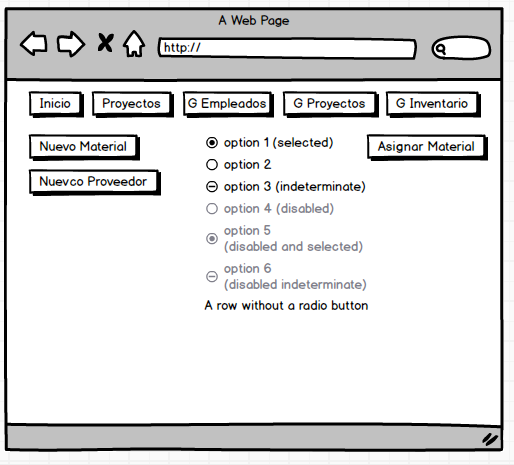 A Web Page
http://
Inicio Proyectos G Empleados G Proyectos G Inventario
Nuevo Material
Nuevco Proveedor
option 1 (selected)
option 2
option 3 (indeterminate)
option 4 (disabled)
option 5
(disabled and selected)
option 6
(disabled indeterminate)
A row without a radio button
Asignar Material